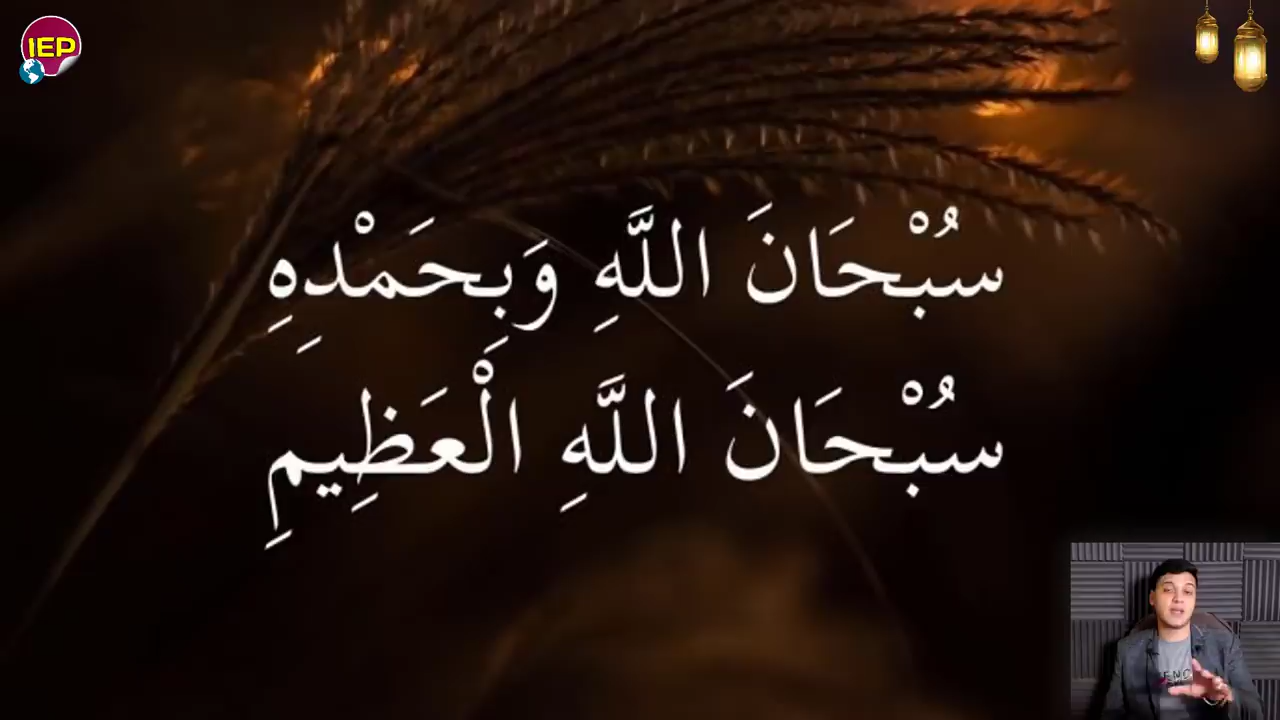 IEP
سُبْحَانَ اللَّهِ وَبِحَمْدِهِ
سُبْحَانَ اللَّهِ الْعَظِيمِ